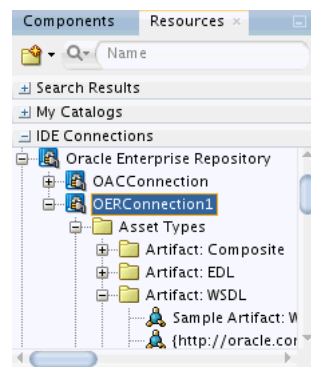 Components Resources
Name
Search Results
My Catalogs
IDE Connections
Oracle Enterprise Repository
OACConnection
OERConnection1
Asset Types
Artifact: Composite
Artifact: EDL
Artifact: WSDL
Sample Artifact: W
{http://oracle.cor